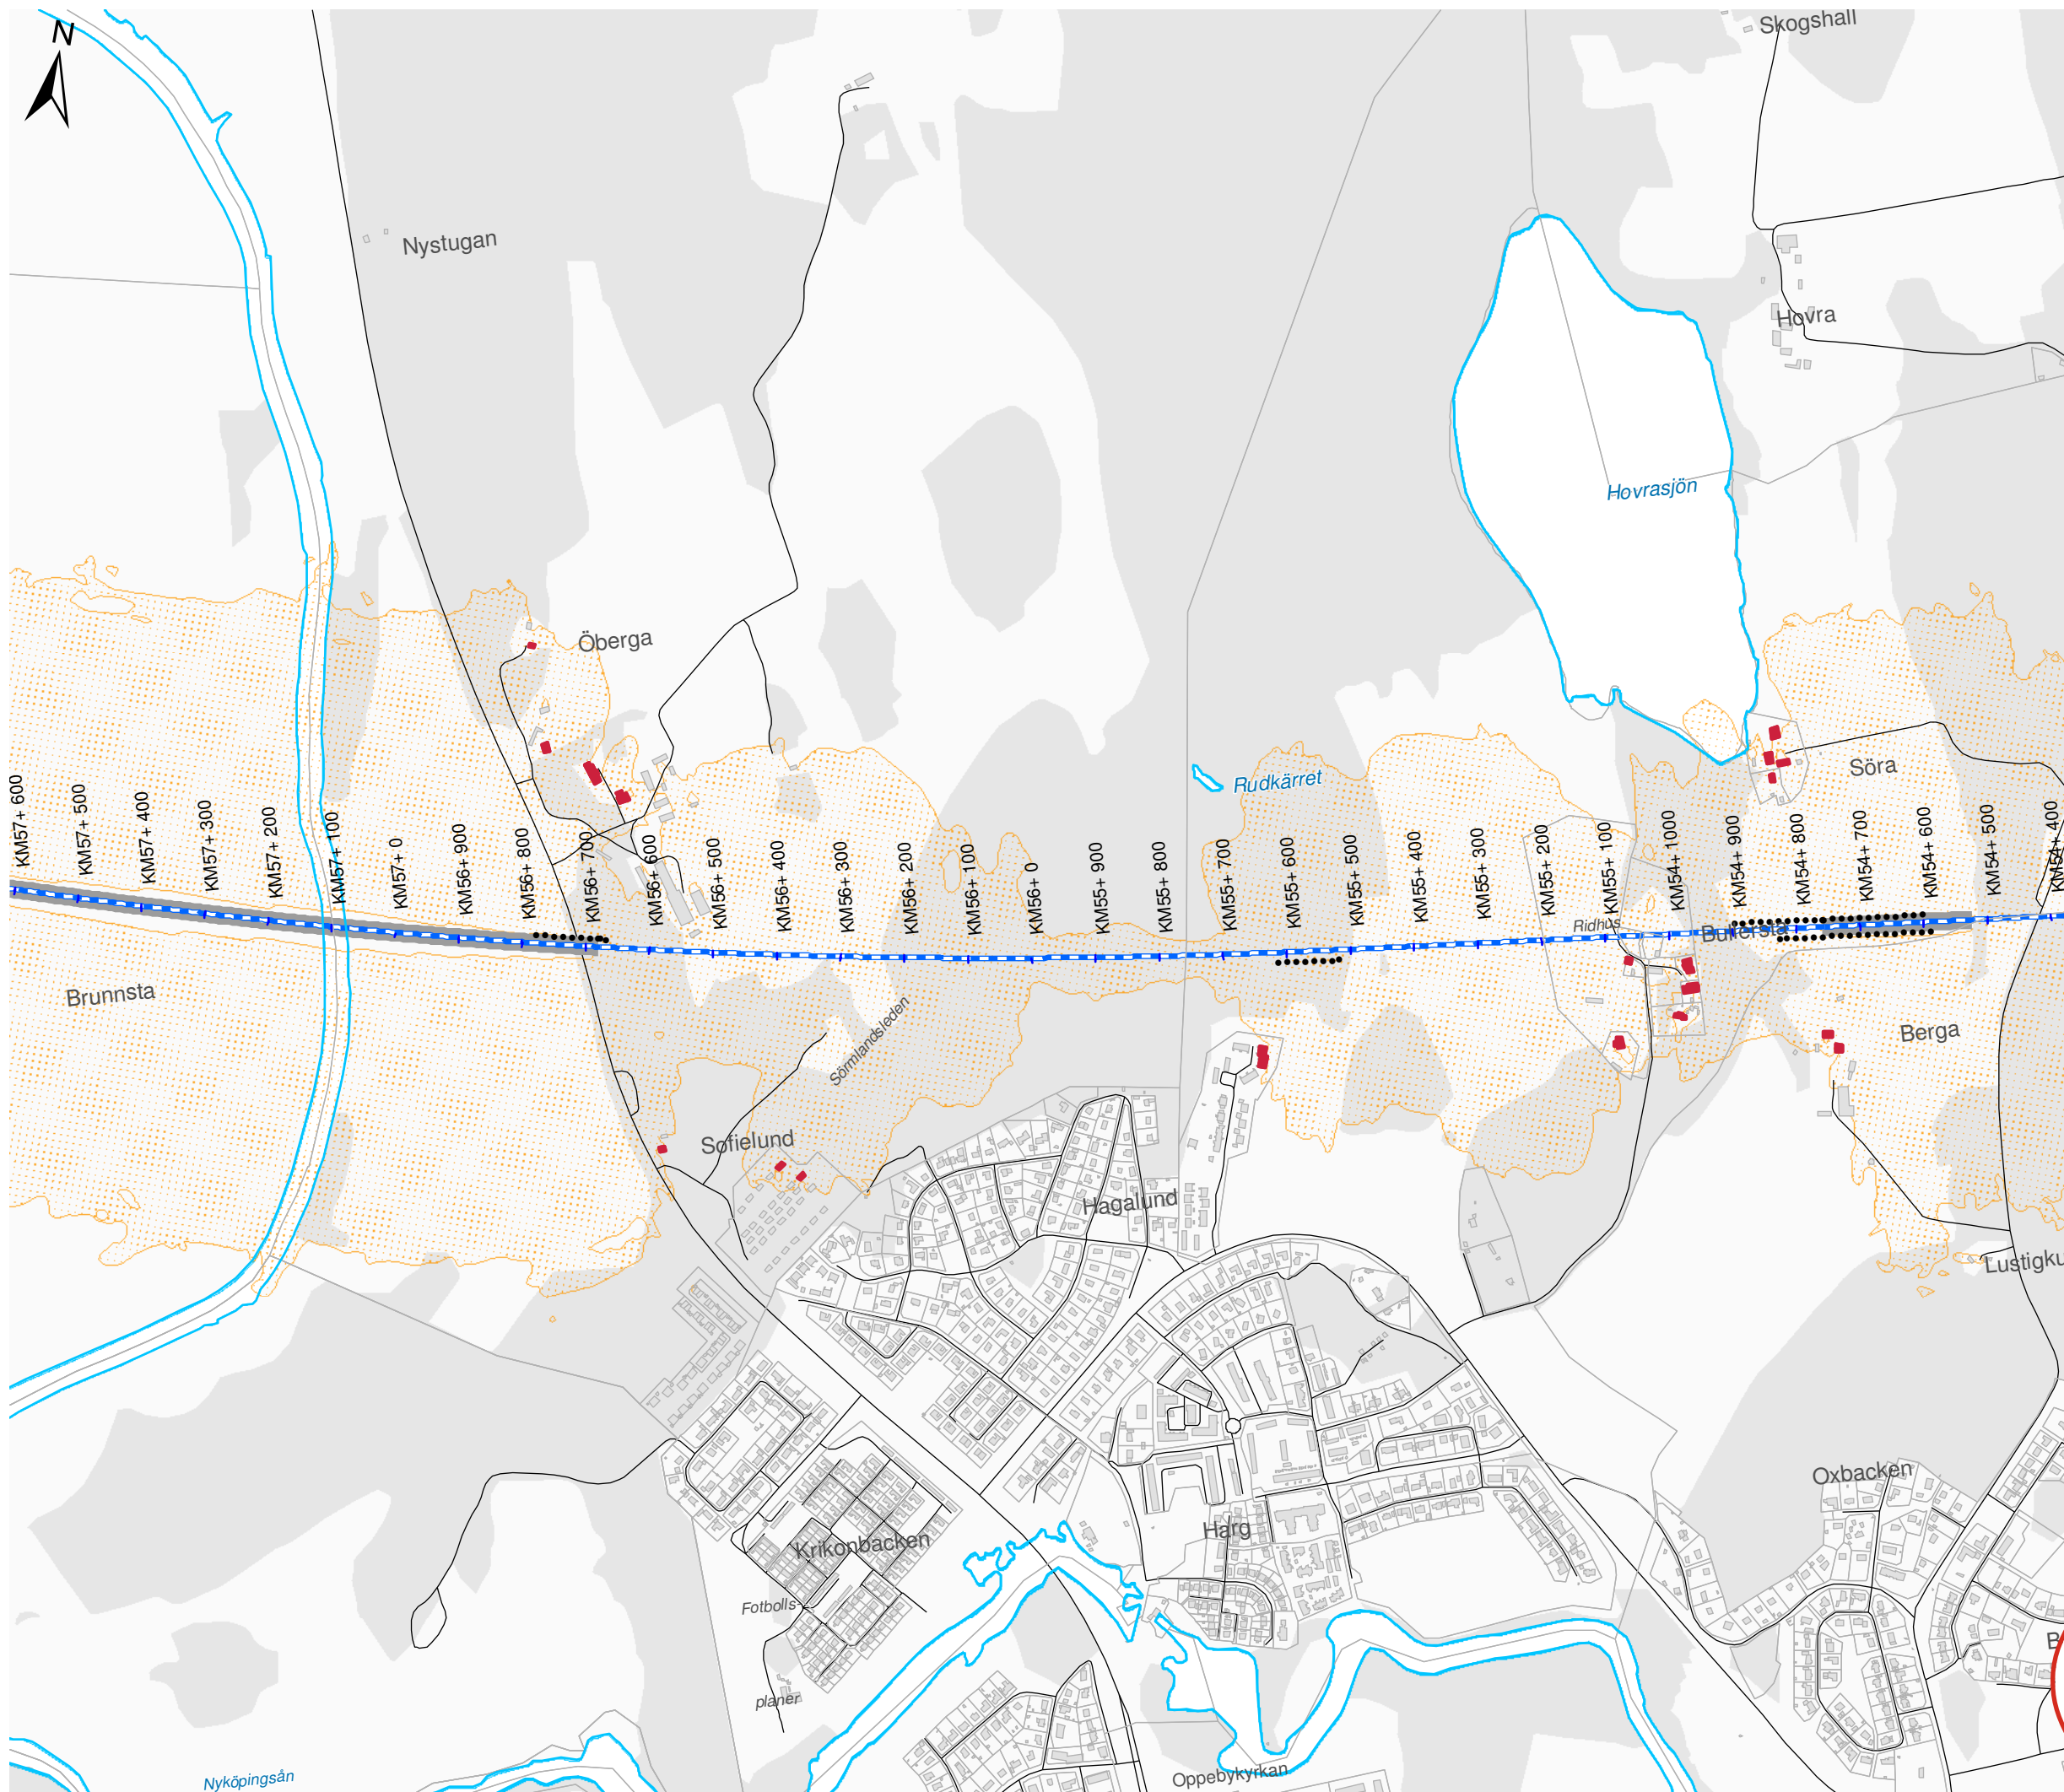 N
Skogshall
Nystugan
Hovra
Hovrasjön
Öberga
Rudkärret
Söra
KM57+ 600
KM57+ 500
KM57+ 400
KM57+ 300
KM57+ 200
KM57+ 100
KM57+ 0
KM56+ 900
KM56+ 800
KM56+ 700
KM56+ 600
KM56+ 500
KM56+ 400
KM56+ 300
KM56+ 200
KM56+ 100
KM56+ 0
KM55+ 900
KM55+ 800
KM55+ 700
KM55+ 600
KM55+ 500
KM55+ 400
KM55+ 300
KM55+ 200
KM55+ 100
KM54+ 1000
KM54+ 900
KM54+ 800
KM54+ 700
KM54+ 600
KM54+ 500
KM54+ 400
Ridhus
Bullersta
Brunnsta
Sörmlandsleden
Berga
Sofielund
Hagalund
Lustigku
Oxbacken
Harg
Krikonbacken
Fotbolls-
B
planer
Nyköpingsån
Oppebykyrkan